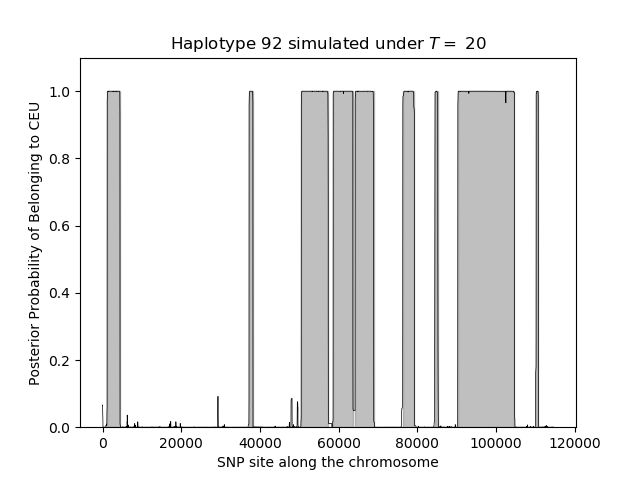 Haplotype 92 simulated under T = 20
Posterior Probability of Belonging to CEU
1.0
0.8
0.6
0.4
0.2
0.0
0 20000 40000 60000 80000 100000 120000
SNP site along the chromosome